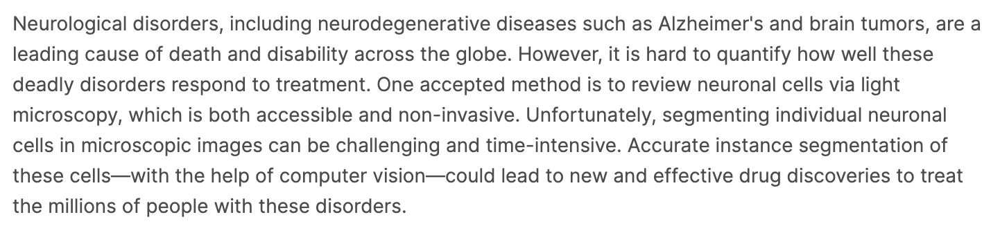 Neurological disorders, including neurodegenerative diseases such as Alzheimer's and brain tumors, are a
leading cause of death and disability across the globe. However, it is hard to quantify how well these
deadly disorders respond to treatment. One accepted method is to review neuronal cells via light
microscopy, which is both accessible and non-invasive. Unfortunately, segmenting individual neuronal
cells in microscopic images can be challenging and time-intensive. Accurate instance segmentation of
these cells—with the help of computer vision—could lead to new and effective drug discoveries to treat
the millions of people with these disorders.